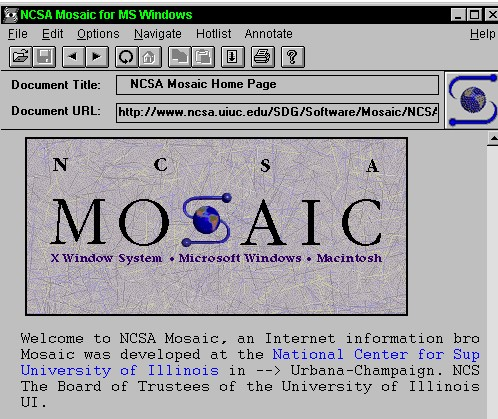 NCSA Mosaic for MS Windows
File Edit Options Navigate Hotlist Annotate Help
Document Title: NCSA Mosaic Home Page
Document URL: http://www.ncsa.uiuc.edu/SDG/Software/Mosaic/NCSA
N C S A
MOSAIC
X Window System • Microsoft Windows • Macintosh
Welcome to NCSA Mosaic, an Internet information bro
Mosaic was developed at the National Center for Sup
University of Illinois in --> Urbana-Champaign. NCS
The Board of Trustees of the University of Illinois
UI.